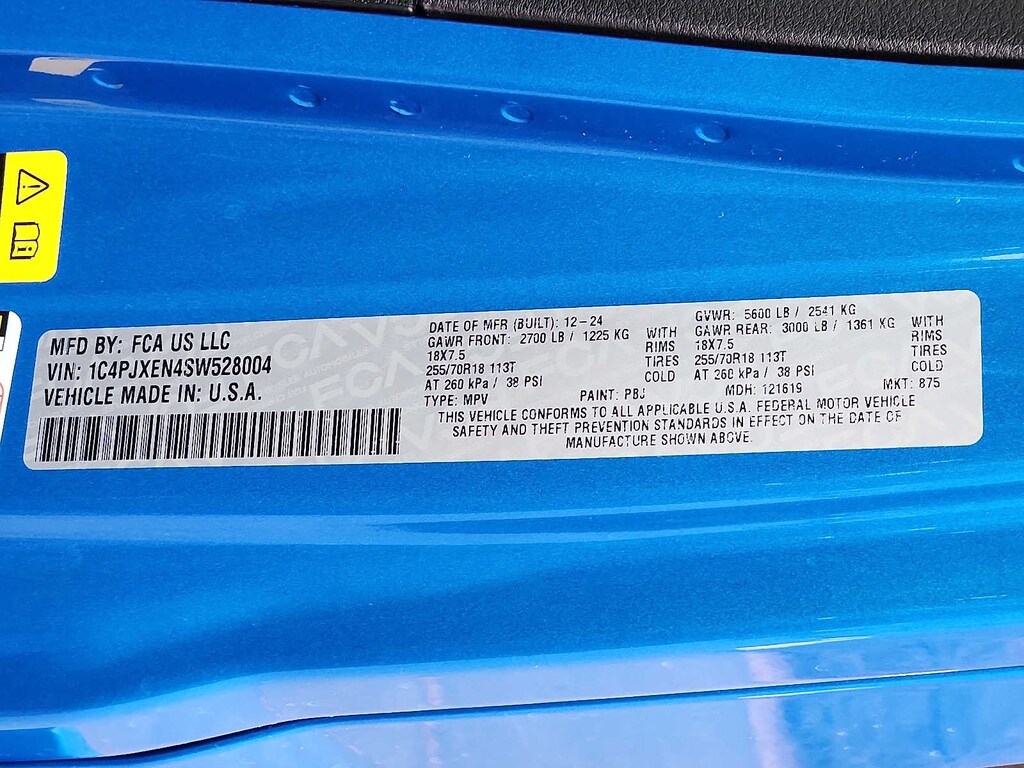 MFD BY: FCA US LLC
VIN: 1C4PJXEN4SW528004
VEHICLE MADE IN: U.S.A.
DATE OF MFR (BUILT): 12-24
GAWR FRONT: 2700 LB / 1225 KG
18X7.5
255/70R18 113T
AT 260 kPa / 38 PSI
WITH
RIMS
TIRES
COLD
GVWR: 5600 LB / 2541 KG
GAWR REAR: 3000 LB / 1361 KG
18X7.5
255/70R18 113T
AT 260 kPa / 38 PSI
WITH
RIMS
TIRES
COLD
TYPE: MPV PAINT: PBJ MDH: 121619 MKT: 875
THIS VEHICLE CONFORMS TO ALL APPLICABLE U.S.A. FEDERAL MOTOR VEHICLE
SAFETY AND THEFT PREVENTION STANDARDS IN EFFECT ON THE DATE OF
MANUFACTURE SHOWN ABOVE.